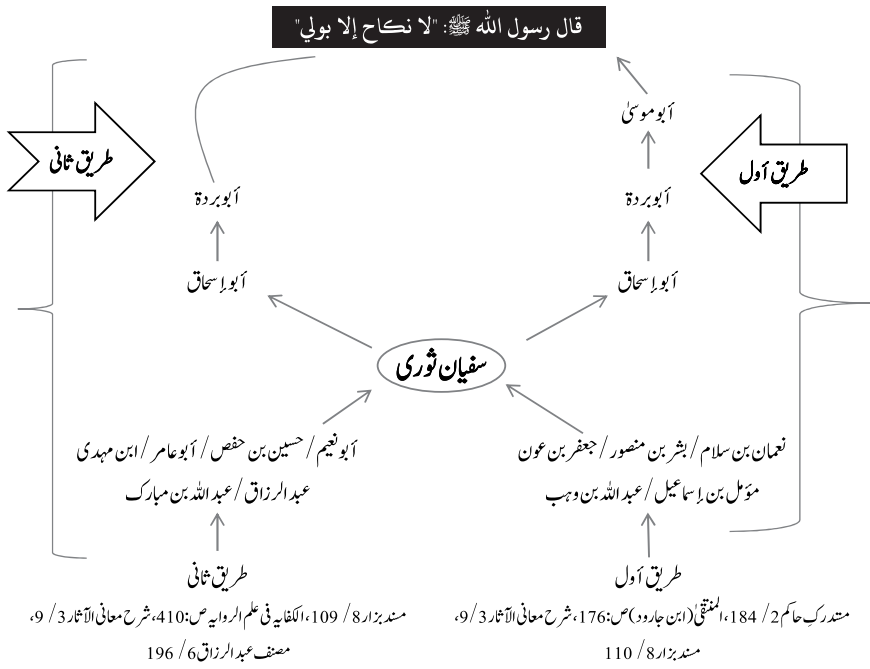 قال رسول الله ﷺ: "لا نكاح إلا بولي"
أبو موسیٰ
طریق أول
طریق ثانی
أبو بردة
أبو بردة
أبو إسحاق
أبو إسحاق
سفیان ثوری
نعمان بن سلام / بشر بن منصور / جعفر بن عون
مؤمل بن إسماعیل / عبد اللہ بن وہب
أبو نعیم / حسین بن حفص / أبو عامر / ابن مہدی
عبد الرزاق / عبد اللہ بن مبارک
طریق أول
مستدرکِ حاکم 2/ 184، المنتقیٰ (ابن جارود) ص:176، شرح معانی الآثار 3/ 9،
مسند بزار 8/ 110
طریق ثانی
مسند بزار 8/ 109، الکفایہ فی علم الروایہ ص:410، شرح معانی الآثار 3/ 9،
مصنف عبد الرزاق 6/ 196